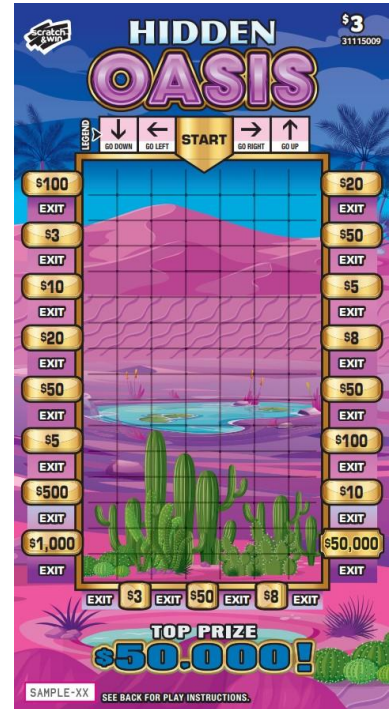 Scratch & Win
$3
31115009
HIDDEN
OASIS
LEGEND
GO DOWN
GO LEFT
START
GO RIGHT
GO UP
$100 $20
EXIT EXIT
$3 $50
EXIT EXIT
$10 $5
EXIT EXIT
$20 $8
EXIT EXIT
$50 $50
EXIT EXIT
$5 $100
EXIT EXIT
$500 $10
EXIT EXIT
$1,000 $50,000
EXIT EXIT
EXIT $3 EXIT $50 EXIT $8 EXIT
TOP PRIZE
$50,000!
SAMPLE-XX
SEE BACK FOR PLAY INSTRUCTIONS.